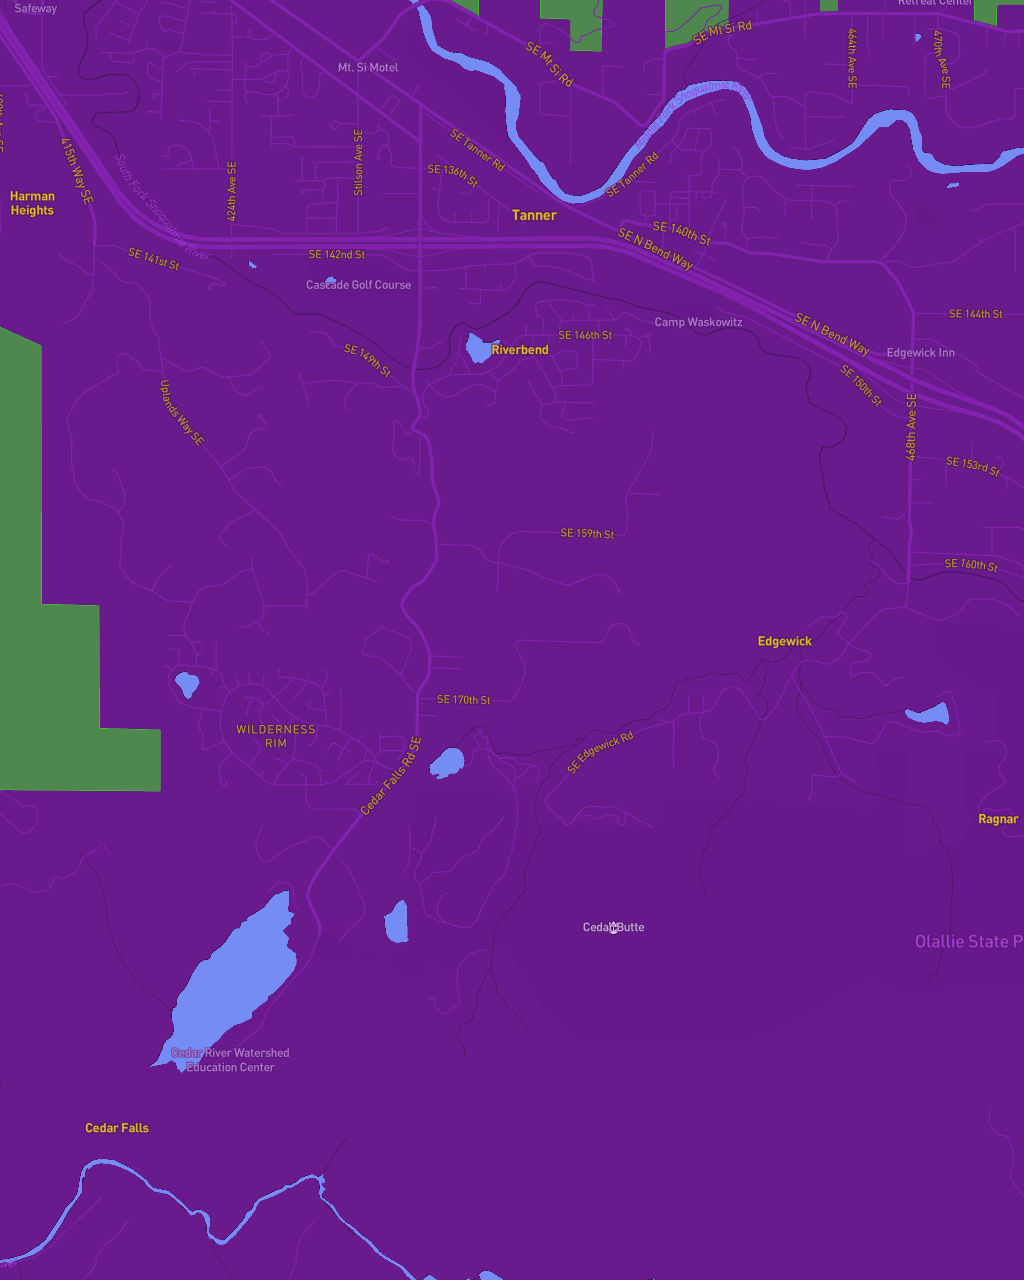 Safeway
Retreat Center
SE Mt Si Rd
SE Mt Si Rd
464th Ave SE
470th Ave SE
Mt. Si Motel
415th Way SE
South Fork Snoqualmie River
424th Ave SE
Stilson Ave SE
SE Tanner Rd
SE 136th St
SE Tanner Rd
Harman
Heights
Tanner
SE 140th St
SE N Bend Way
SE 141st St
SE 142nd St
Cascade Golf Course
Camp Waskowitz
SE 144th St
SE N Bend Way
SE 146th St
Riverbend
SE 149th St
Edgewick Inn
SE 150th St
Uplands Way SE
468th Ave SE
SE 153rd St
SE 159th St
SE 160th St
Edgewick
SE 170th St
WILDERNESS
RIM
SE Edgewick Rd
Cedar Falls Rd SE
Ragnar
Cedar Butte
Olallie State P
Cedar River Watershed
Education Center
Cedar Falls